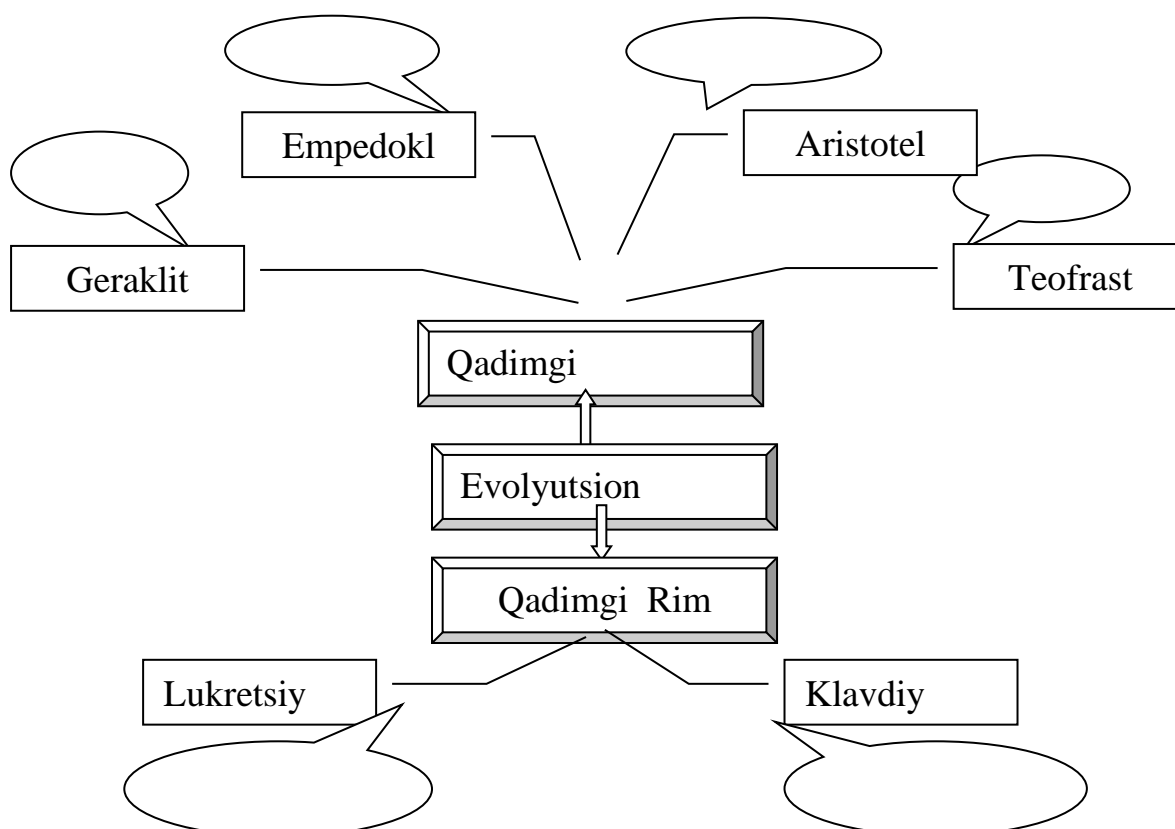 Empedokl
Aristotel
Geraklit
Teofrast
Qadimgi
Evolyutsion
Qadimgi Rim
Lukretsiy
Klavdiy